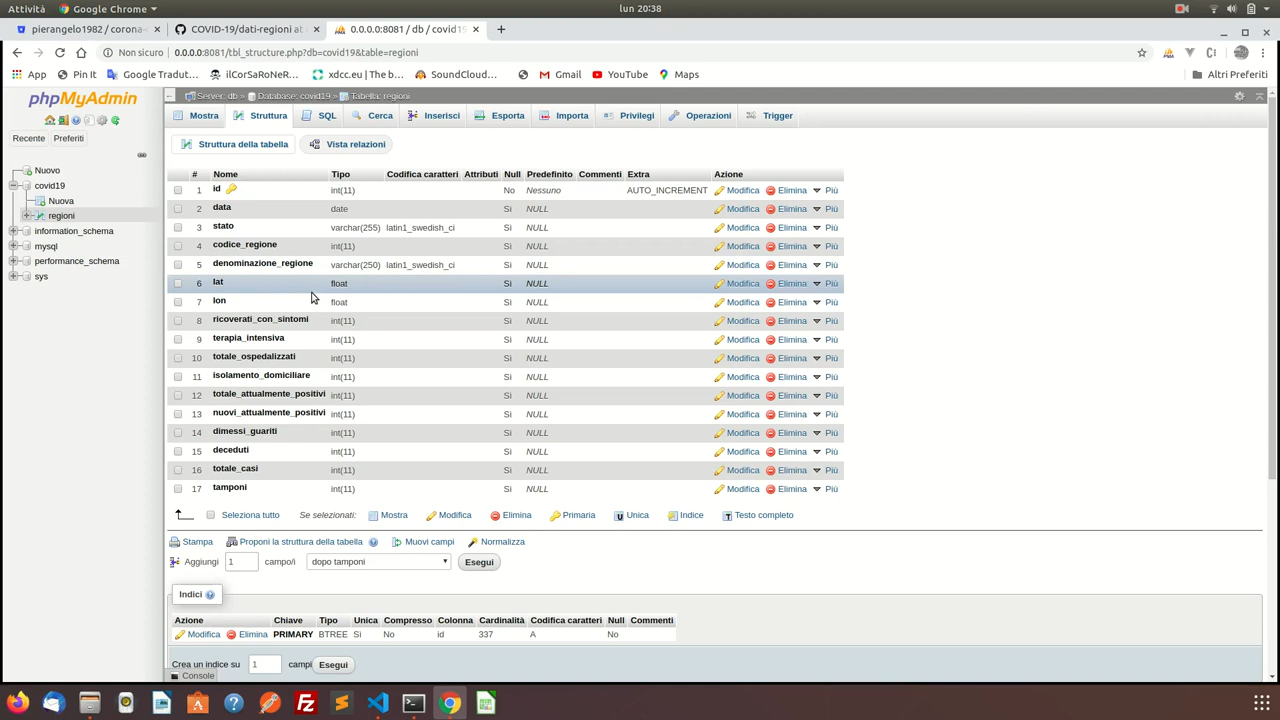 Attività Google Chrome lun 20:38
pierangelo1982 / corona- × COVID-19/dati-regioni at × 0.0.0.0:8081 / db / covid1 ×
Non sicuro 0.0.0.0:8081/tbl_structure.php?db=covid19&table=regioni
App Pin It Google Tradut... ilCorSaRoNeR... xdcc.eu | The b... SoundCloud... Gmail YouTube Maps Altri Preferiti
phpMyAdmin
Recente Preferiti
Nuovo
covid19
Nuova
regioni
information_schema
mysql
performance_schema
sys
Server: db » Database: covid19 » Tabella: regioni
Mostra Struttura SQL Cerca Inserisci Esporta Importa Privilegi Operazioni Trigger
Struttura della tabella Vista relazioni
# Nome Tipo Codifica caratteri Attributi Null Predefinito Commenti Extra Azione
1 id int(11) No Nessuno AUTO_INCREMENT Modifica Elimina Più
2 data date Sì NULL Modifica Elimina Più
3 stato varchar(255) latin1_swedish_ci Sì NULL Modifica Elimina Più
4 codice_regione int(11) Sì NULL Modifica Elimina Più
5 denominazione_regione varchar(250) latin1_swedish_ci Sì NULL Modifica Elimina Più
6 lat float Sì NULL Modifica Elimina Più
7 lon float Sì NULL Modifica Elimina Più
8 ricoverati_con_sintomi int(11) Sì NULL Modifica Elimina Più
9 terapia_intensiva int(11) Sì NULL Modifica Elimina Più
10 totale_ospedalizzati int(11) Sì NULL Modifica Elimina Più
11 isolamento_domiciliare int(11) Sì NULL Modifica Elimina Più
12 totale_attualmente_positivi int(11) Sì NULL Modifica Elimina Più
13 nuovi_attualmente_positivi int(11) Sì NULL Modifica Elimina Più
14 dimessi_guariti int(11) Sì NULL Modifica Elimina Più
15 deceduti int(11) Sì NULL Modifica Elimina Più
16 totale_casi int(11) Sì NULL Modifica Elimina Più
17 tamponi int(11) Sì NULL Modifica Elimina Più
Seleziona tutto Se selezionati: Mostra Modifica Elimina Primaria Unica Indice Testo completo
Stampa Proponi la struttura della tabella Muovi campi Normalizza
Aggiungi 1 campo/i dopo tamponi Esegui
Indici
Azione Chiave Tipo Unica Compresso Colonna Cardinalità Codifica caratteri Null Commenti
Modifica Elimina PRIMARY BTREE Sì No id 337 A No
Crea un indice su 1 campi Esegui
Console